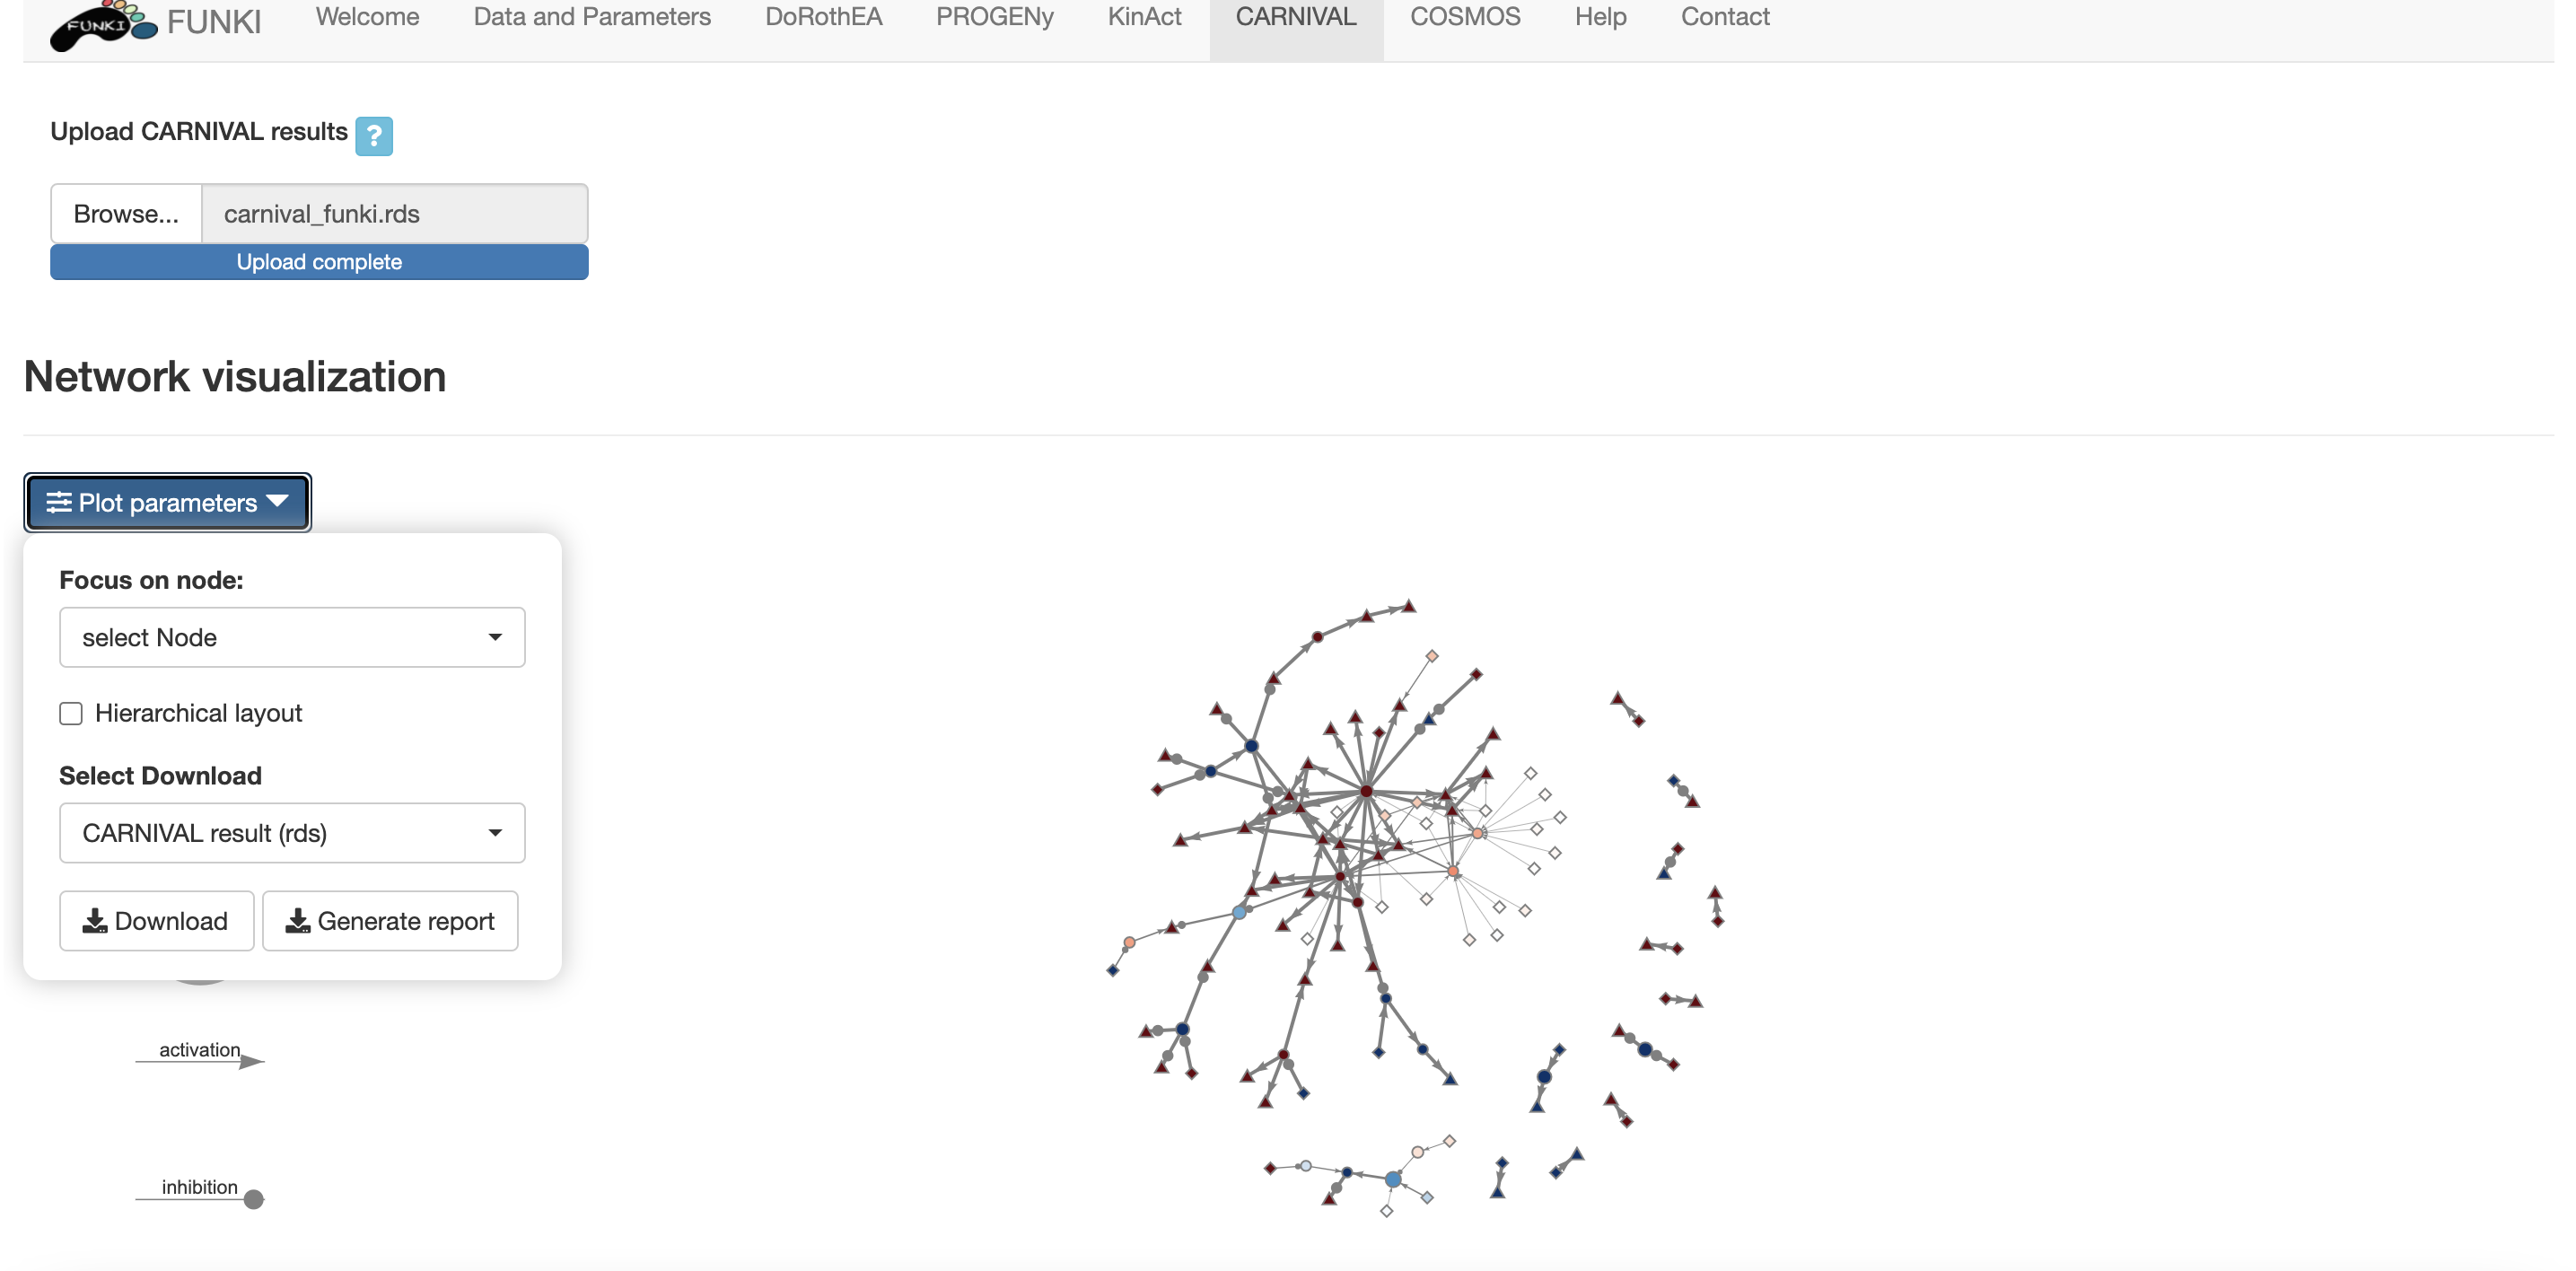 FUNKI FUNKI Welcome Data and Parameters DoRothEA PROGENy KinAct CARNIVAL COSMOS Help Contact
Upload CARNIVAL results ?
Browse... carnival_funki.rds
Upload complete
Network visualization
Plot parameters
Focus on node:
select Node
Hierarchical layout
Select Download
CARNIVAL result (rds)
Download Generate report
activation
inhibition